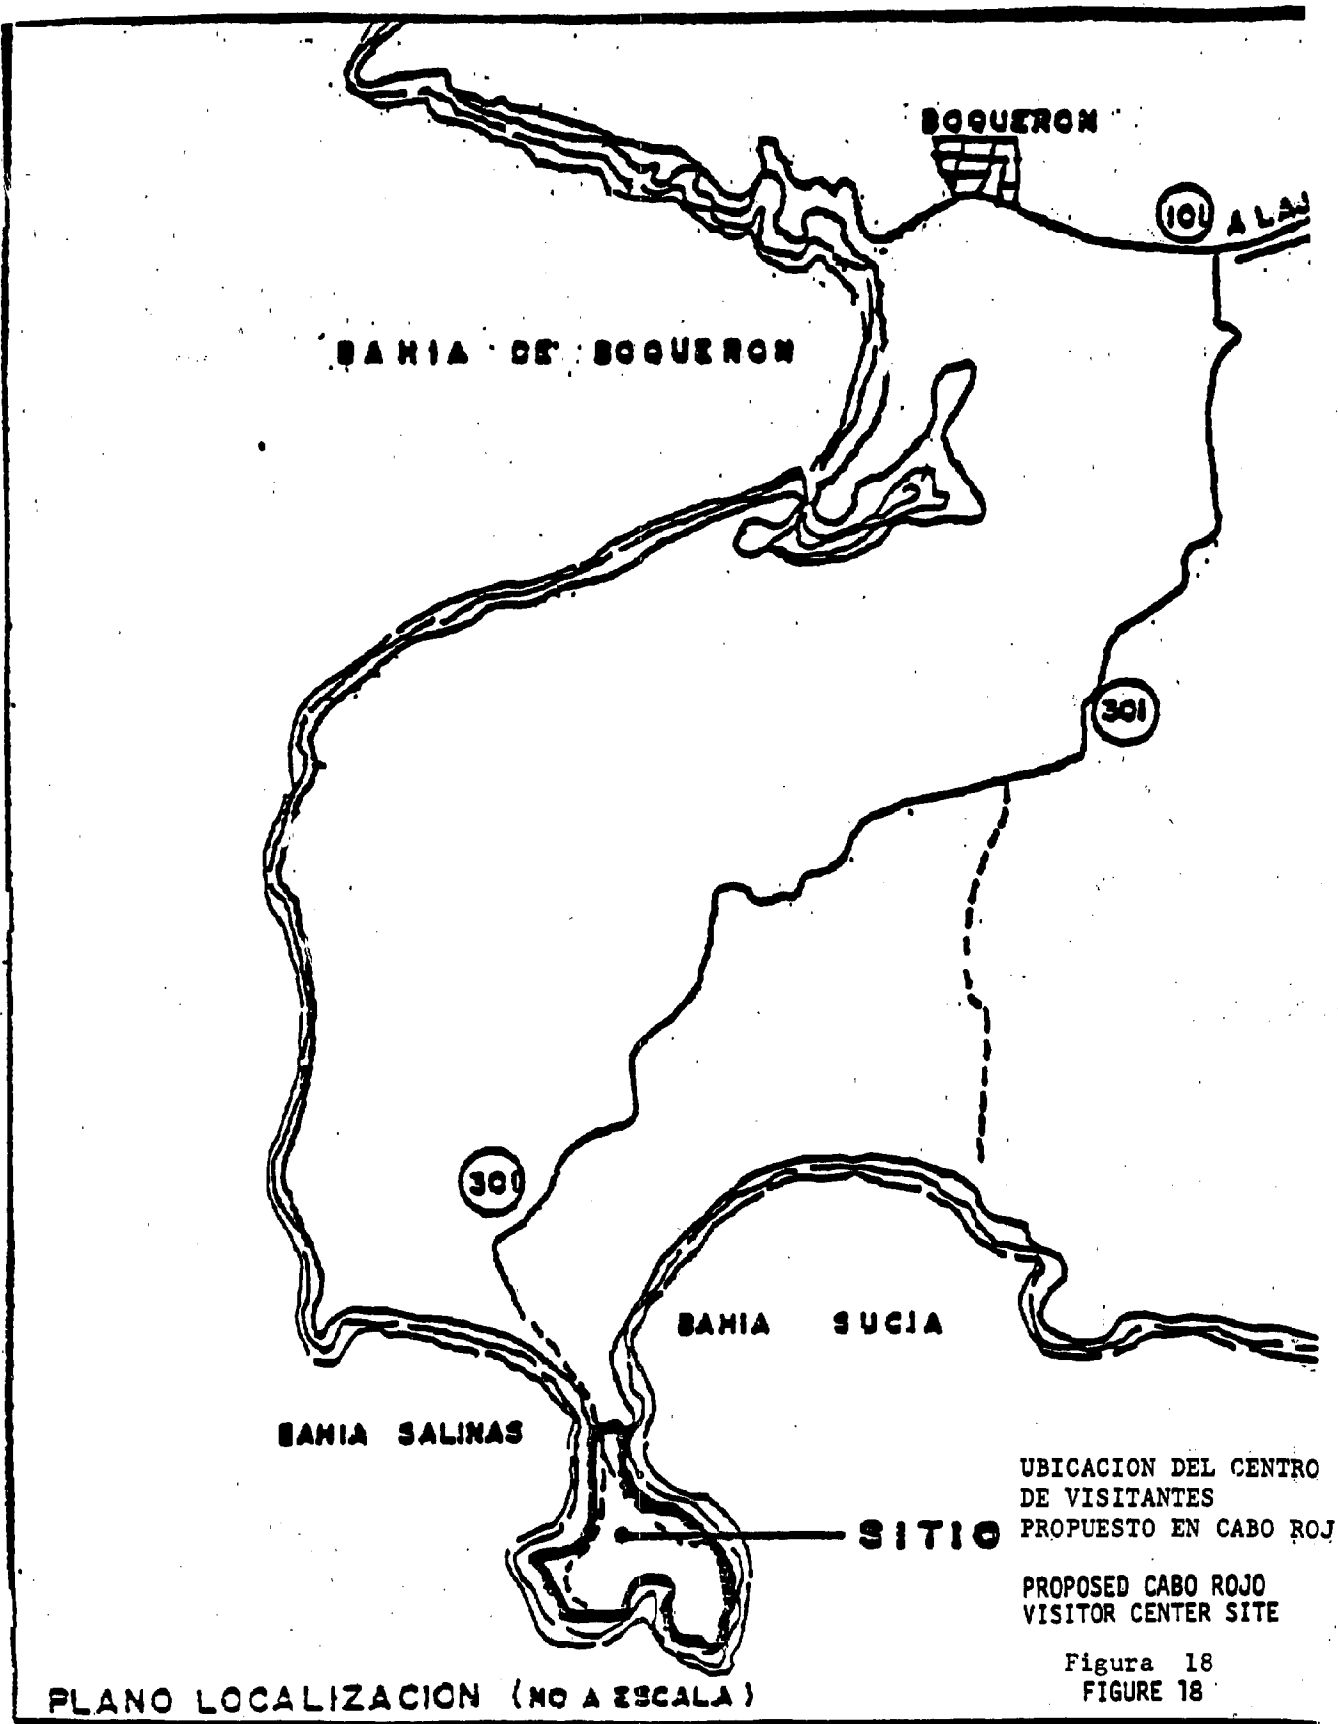 BOQUERON
101 A LAJ
BAHIA DE BOQUERON
301
301
BAHIA SUCIA
BAHIA SALINAS
UBICACION DEL CENTRO
DE VISITANTES
SITIO PROPUESTO EN CABO ROJ
PROPOSED CABO ROJO
VISITOR CENTER SITE
Figura 18
FIGURE 18
PLANO LOCALIZACION (NO A ESCALA)